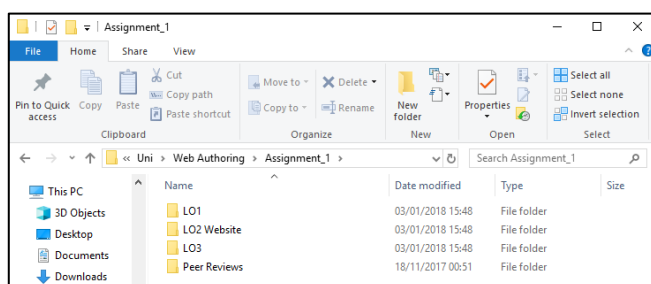 Assignment_1
File Home Share View
Pin to Quick access
Copy
Paste
Cut
Copy path
Paste shortcut
Clipboard
Move to
Copy to
Delete
Rename
Organize
New folder
New
Properties
Open
Select all
Select none
Invert selection
Select
« Uni > Web Authoring > Assignment_1 >
Search Assignment_1
This PC
3D Objects
Desktop
Documents
Downloads
Name Date modified Type Size
LO1 03/01/2018 15:48 File folder
LO2 Website 03/01/2018 15:48 File folder
LO3 03/01/2018 15:48 File folder
Peer Reviews 18/11/2017 00:51 File folder